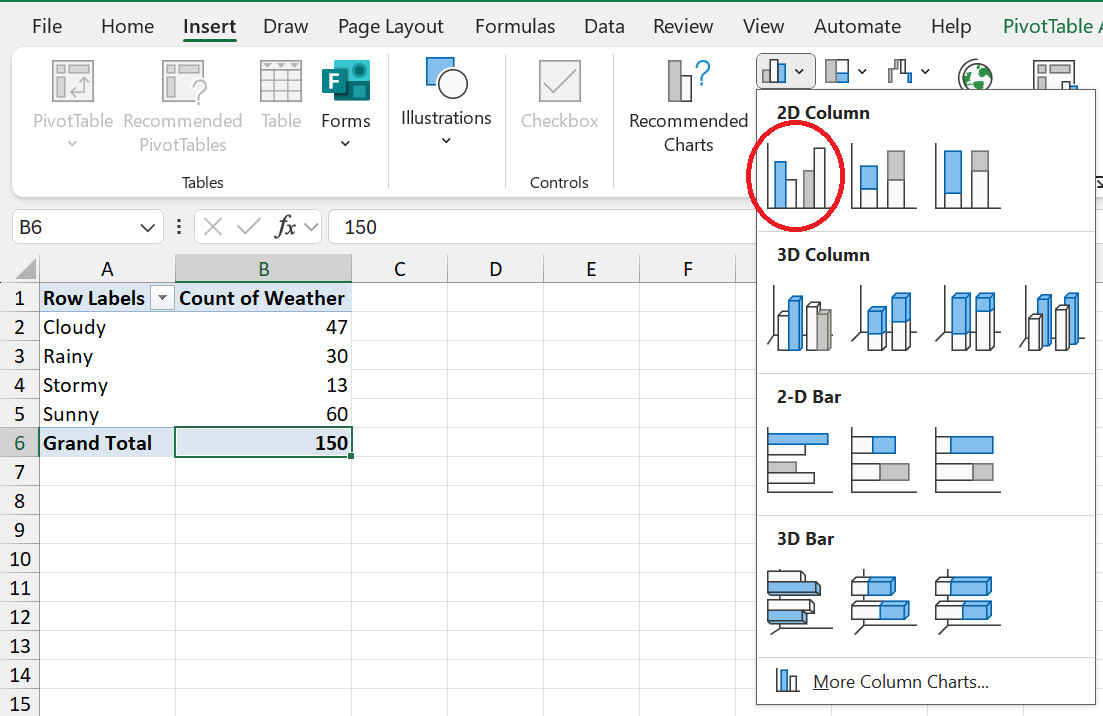 File Home Insert Draw Page Layout Formulas Data Review View Automate Help PivotTable A
PivotTable
Recommended
PivotTables
Table
Forms
Illustrations
Checkbox
Recommended
Charts
Tables
Controls
B6
fx
150
A B C D E F
1 Row Labels Count of Weather
2 Cloudy 47
3 Rainy 30
4 Stormy 13
5 Sunny 60
6 Grand Total 150
7
8
9
10
11
12
13
14
15
2D Column
3D Column
2-D Bar
3D Bar
More Column Charts...